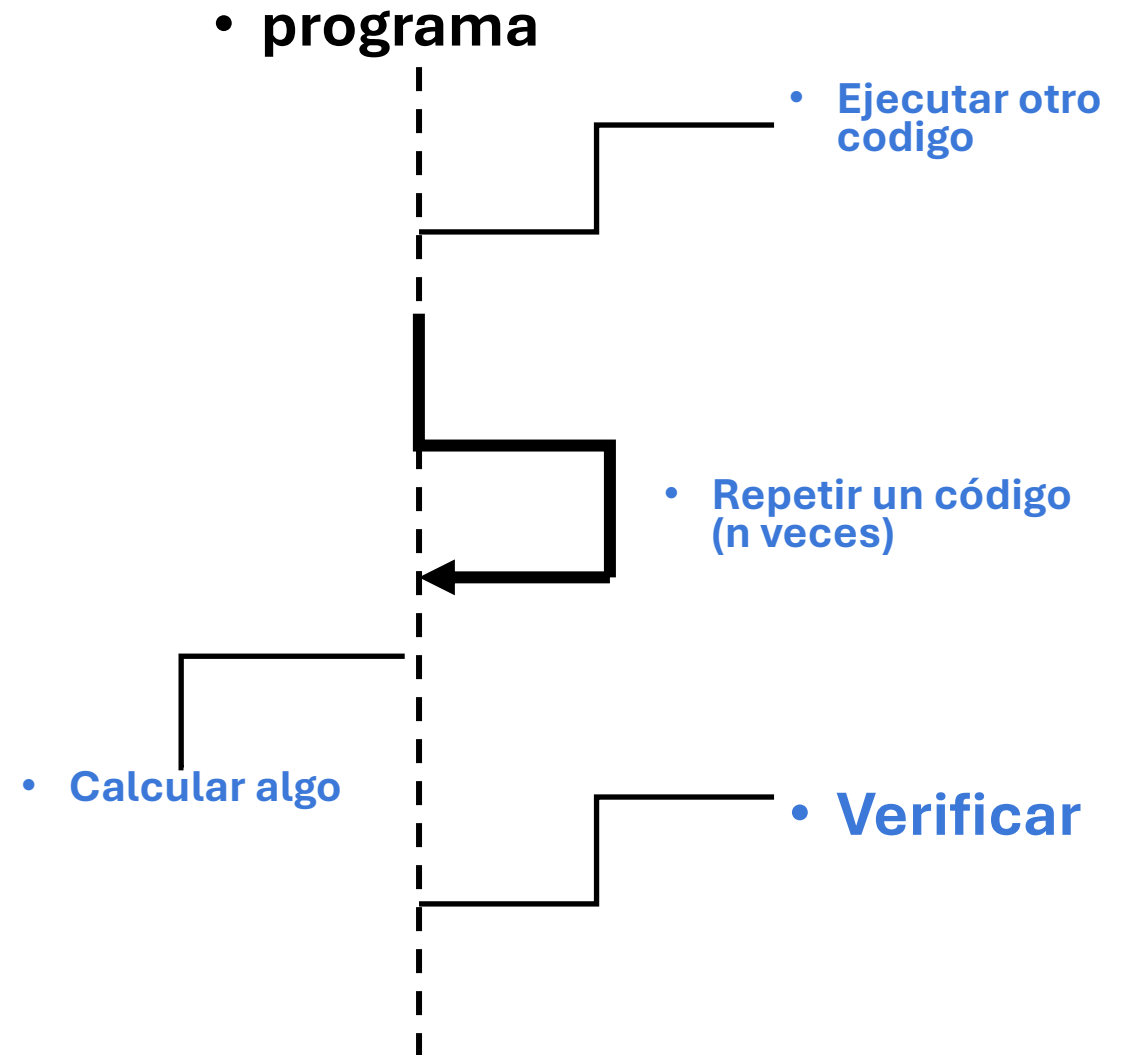 • programa
• Ejecutar otro
codigo
• Repetir un código
(n veces)
• Calcular algo
• Verificar